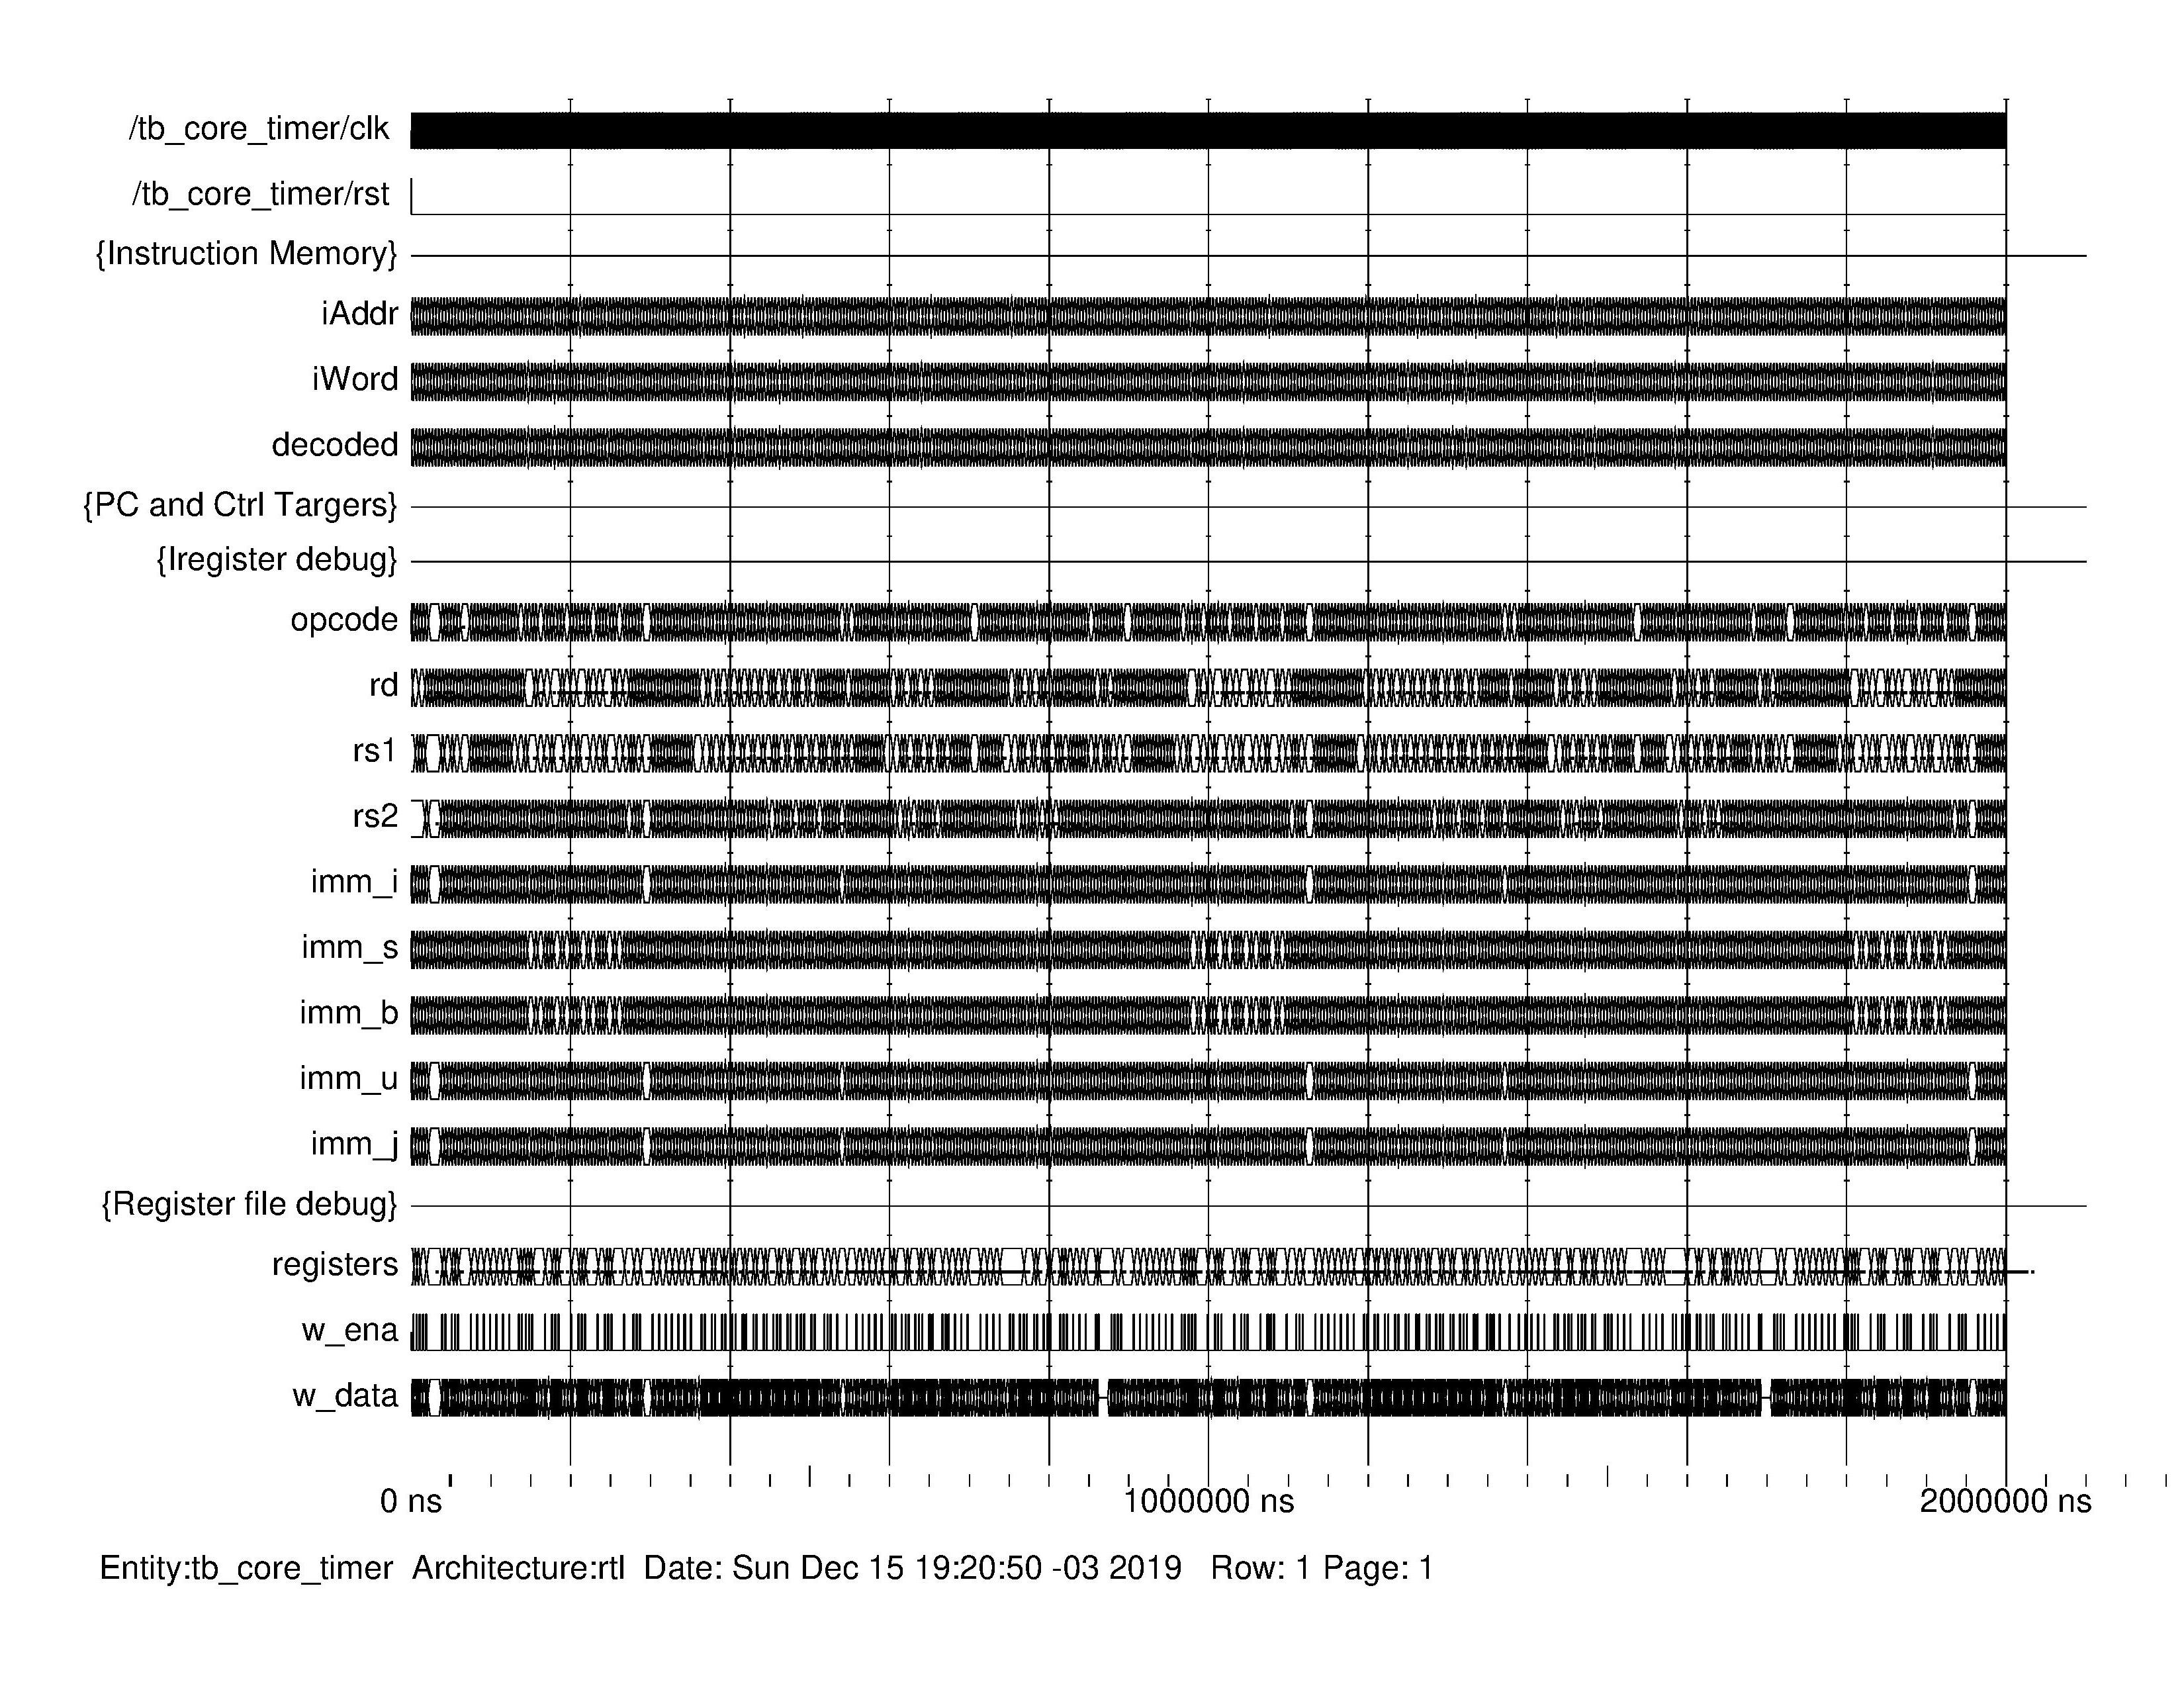 /tb_core_timer/clk
/tb_core_timer/rst
{Instruction Memory}
iAddr
iWord
decoded
{PC and Ctrl Targers}
{Iregister debug}
opcode
rd
rs1
rs2
imm_i
imm_s
imm_b
imm_u
imm_j
{Register file debug}
registers
w_ena
w_data
0 ns 1000000 ns 2000000 ns
Entity:tb_core_timer Architecture:rtl Date: Sun Dec 15 19:20:50 -03 2019 Row: 1 Page: 1